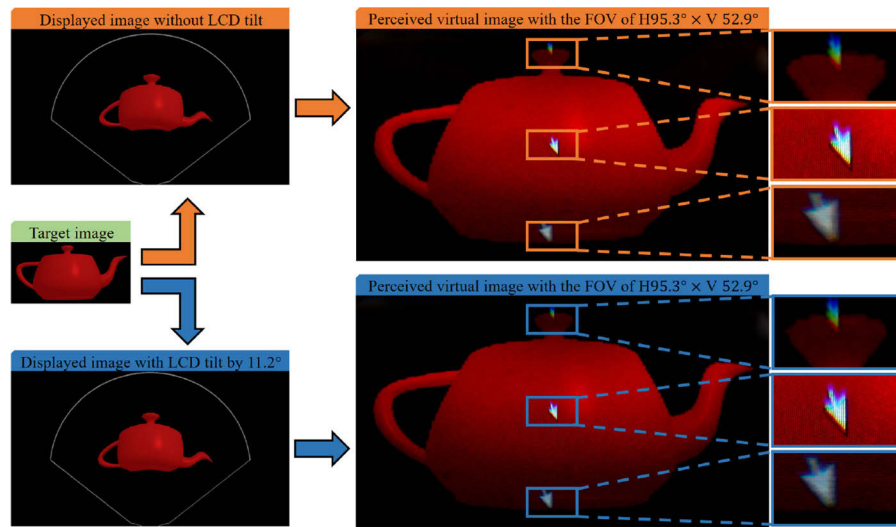 Displayed image without LCD tilt
Perceived virtual image with the FOV of H95.3° × V 52.9°
Target image
Perceived virtual image with the FOV of H95.3° × V 52.9°
Displayed image with LCD tilt by 11.2°